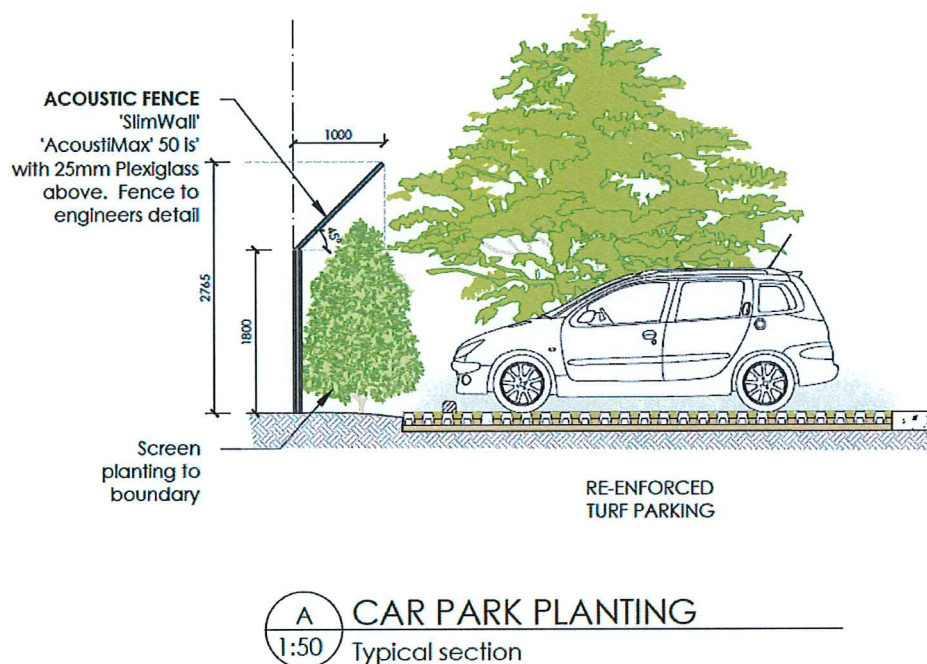 ACOUSTIC FENCE
'SlimWall'
'AcoustiMax' 50 is'
with 25mm Plexiglass
above. Fence to
engineers detail
1000
45°
2765
1800
Screen
planting to
boundary
RE-ENFORCED
TURF PARKING
A
1:50
CAR PARK PLANTING
Typical section